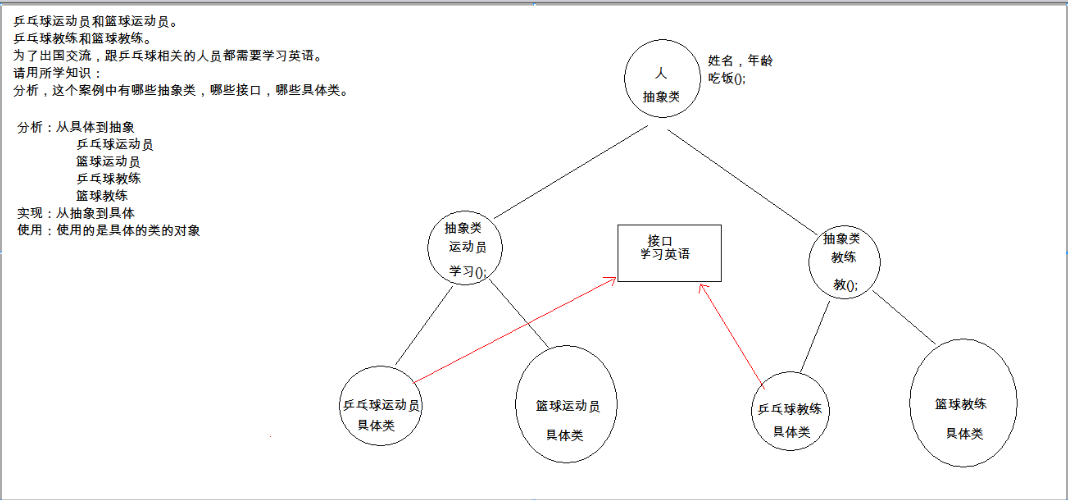 乒乓球运动员和篮球运动员。
乒乓球教练和篮球教练。
为了出国交流，跟乒乓球相关的人员都需要学习英语。
请用所学知识：
分析，这个案例中有哪些抽象类，哪些接口，哪些具体类。
分析：从具体到抽象
乒乓球运动员
篮球运动员
乒乓球教练
篮球教练
实现：从抽象到具体
使用：使用的是具体的类的对象
人
抽象类
姓名，年龄
吃饭();
抽象类
运动员
学习();
接口
学习英语
抽象类
教练
教();
乒乓球运动员
具体类
篮球运动员
具体类
乒乓球教练
具体类
篮球教练
具体类